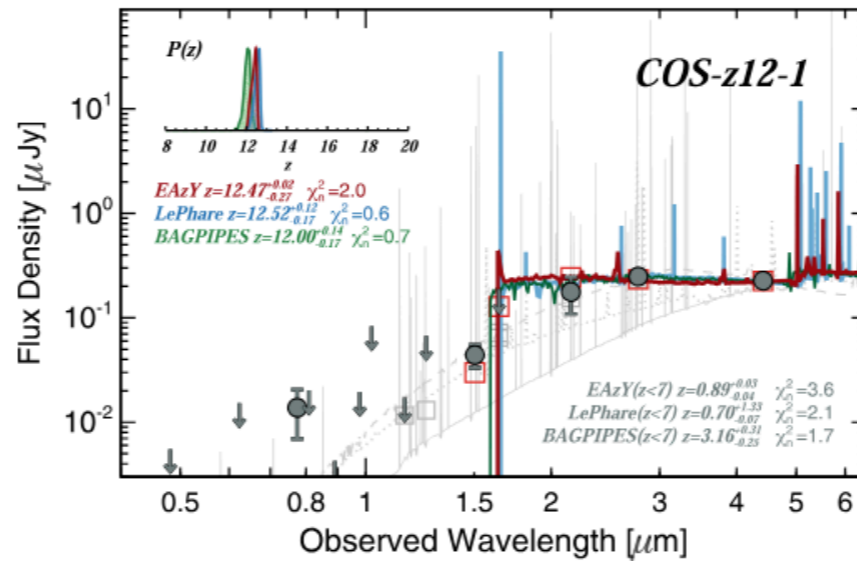 P(z)
COS-z12-1
8 10 12 14 16 18 20
z
EAzY z=12.47+0.02-0.27 χ²n=2.0
LePhare z=12.52+0.12-0.17 χ²n=0.6
BAGPIPES z=12.00+0.14-0.17 χ²n=0.7
Flux Density [μJy]
10¹
10⁰
10⁻¹
10⁻²
EAzY(z<7) z=0.89+0.03-0.04 χ²n=3.6
LePhare(z<7) z=0.70+1.33-0.07 χ²n=2.1
BAGPIPES(z<7) z=3.16+0.31-0.25 χ²n=1.7
0.5 0.8 1 1.5 2 3 4 5 6
Observed Wavelength [μm]